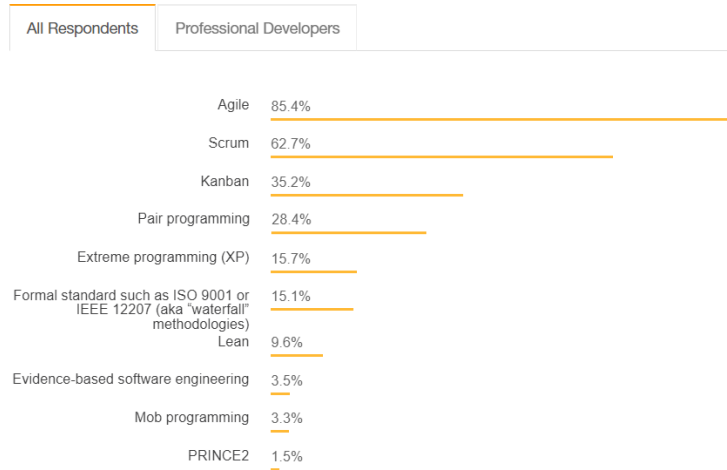 All Respondents
Professional Developers
Agile 85.4%
Scrum 62.7%
Kanban 35.2%
Pair programming 28.4%
Extreme programming (XP) 15.7%
Formal standard such as ISO 9001 or 15.1%
IEEE 12207 (aka “waterfall”
methodologies)
Lean 9.6%
Evidence-based software engineering 3.5%
Mob programming 3.3%
PRINCE2 1.5%